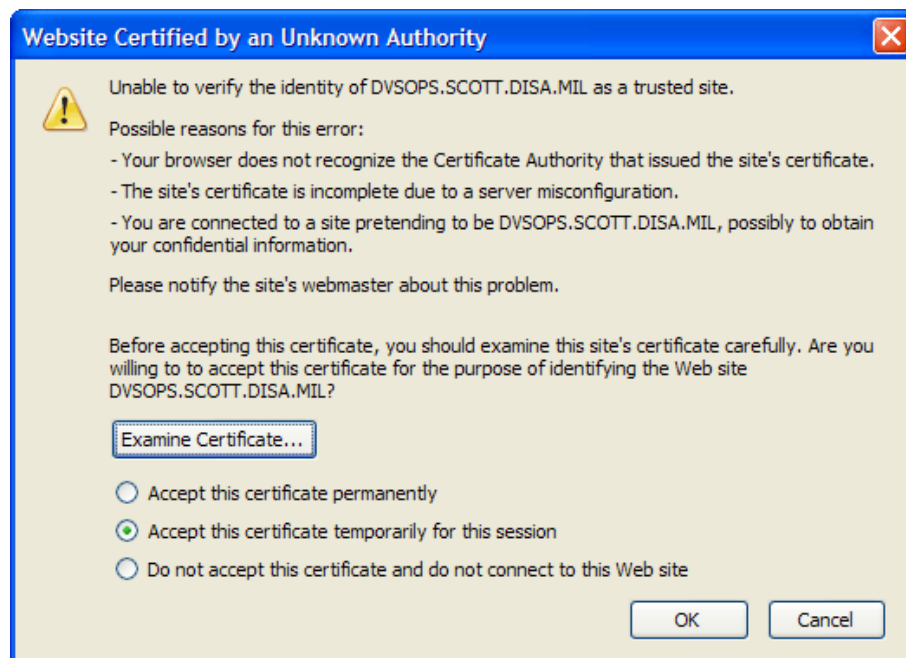 Website Certified by an Unknown Authority
Unable to verify the identity of DVSOPS.SCOTT.DISA.MIL as a trusted site.
Possible reasons for this error:
- Your browser does not recognize the Certificate Authority that issued the site's certificate.
- The site's certificate is incomplete due to a server misconfiguration.
- You are connected to a site pretending to be DVSOPS.SCOTT.DISA.MIL, possibly to obtain
your confidential information.
Please notify the site's webmaster about this problem.
Before accepting this certificate, you should examine this site's certificate carefully. Are you
willing to to accept this certificate for the purpose of identifying the Web site
DVSOPS.SCOTT.DISA.MIL?
Examine Certificate...
Accept this certificate permanently
Accept this certificate temporarily for this session
Do not accept this certificate and do not connect to this Web site
OK Cancel